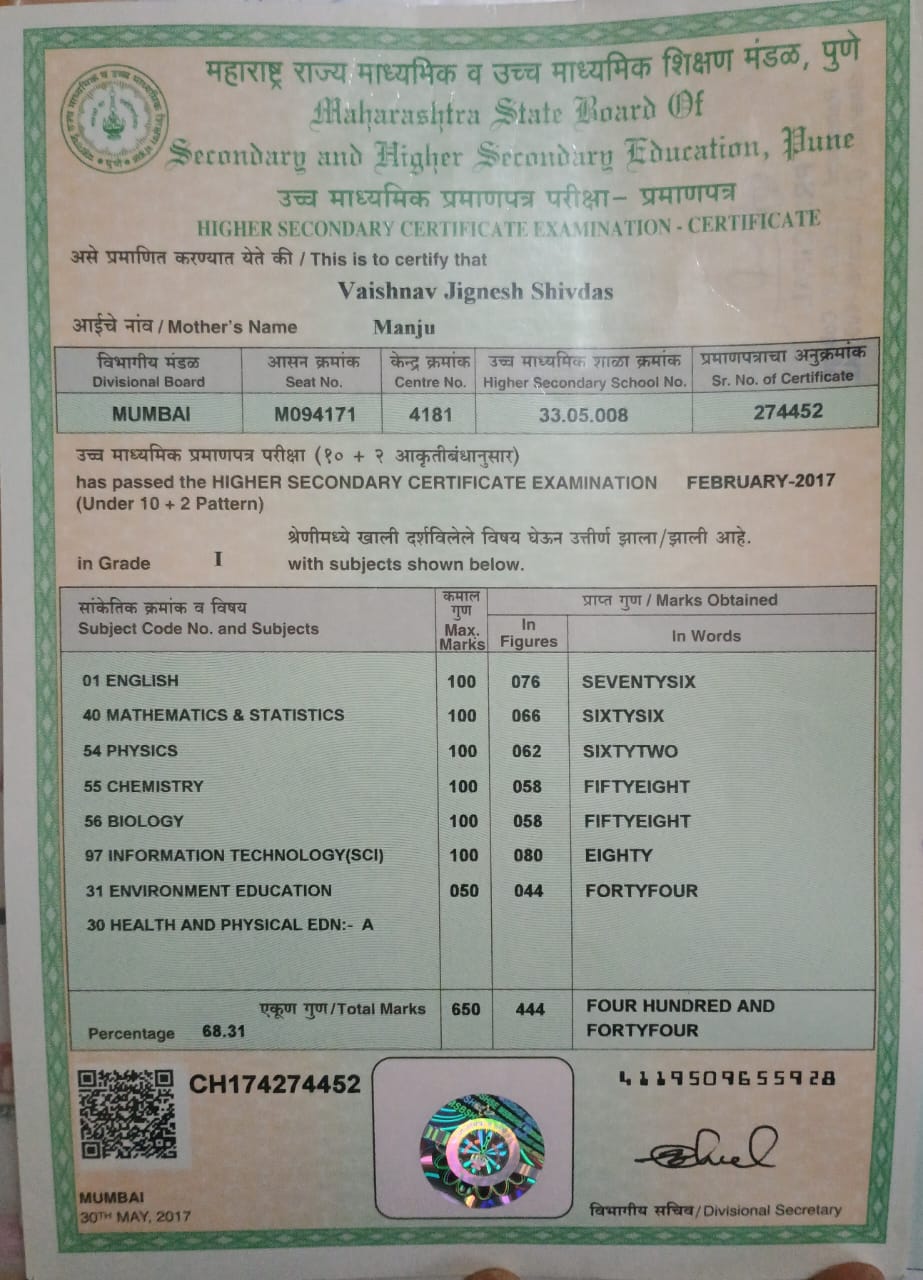 महाराष्ट्र राज्य माध्यमिक व उच्च माध्यमिक शिक्षण मंडळ, पुणे
Maharashtra State Board Of
Secondary and Higher Secondary Education, Pune
उच्च माध्यमिक प्रमाणपत्र परीक्षा– प्रमाणपत्र
HIGHER SECONDARY CERTIFICATE EXAMINATION - CERTIFICATE
असे प्रमाणित करण्यात येते की / This is to certify that
Vaishnav Jignesh Shivdas
आईचे नांव / Mother's Name Manju
विभागीय मंडळ आसन क्रमांक केन्द्र क्रमांक उच्च माध्यमिक शाळा क्रमांक प्रमाणपत्राचा अनुक्रमांक
Divisional Board Seat No. Centre No. Higher Secondary School No. Sr. No. of Certificate
MUMBAI M094171 4181 33.05.008 274452
उच्च माध्यमिक प्रमाणपत्र परीक्षा (१० + २ आकृतीबंधानुसार)
has passed the HIGHER SECONDARY CERTIFICATE EXAMINATION FEBRUARY-2017
(Under 10 + 2 Pattern)
श्रेणीमध्ये खाली दर्शविलेले विषय घेऊन उत्तीर्ण झाला/झाली आहे.
in Grade I with subjects shown below.
सांकेतिक क्रमांक व विषय कमाल गुण प्राप्त गुण / Marks Obtained
Subject Code No. and Subjects Max. Marks In Figures In Words
01 ENGLISH 100 076 SEVENTYSIX
40 MATHEMATICS & STATISTICS 100 066 SIXTYSIX
54 PHYSICS 100 062 SIXTYTWO
55 CHEMISTRY 100 058 FIFTYEIGHT
56 BIOLOGY 100 058 FIFTYEIGHT
97 INFORMATION TECHNOLOGY(SCI) 100 080 EIGHTY
31 ENVIRONMENT EDUCATION 050 044 FORTYFOUR
30 HEALTH AND PHYSICAL EDN:- A
एकूण गुण/Total Marks 650 444 FOUR HUNDRED AND
Percentage 68.31 FORTYFOUR
CH174274452 4119509655928
MUMBAI
30TH MAY, 2017
विभागीय सचिव/Divisional Secretary